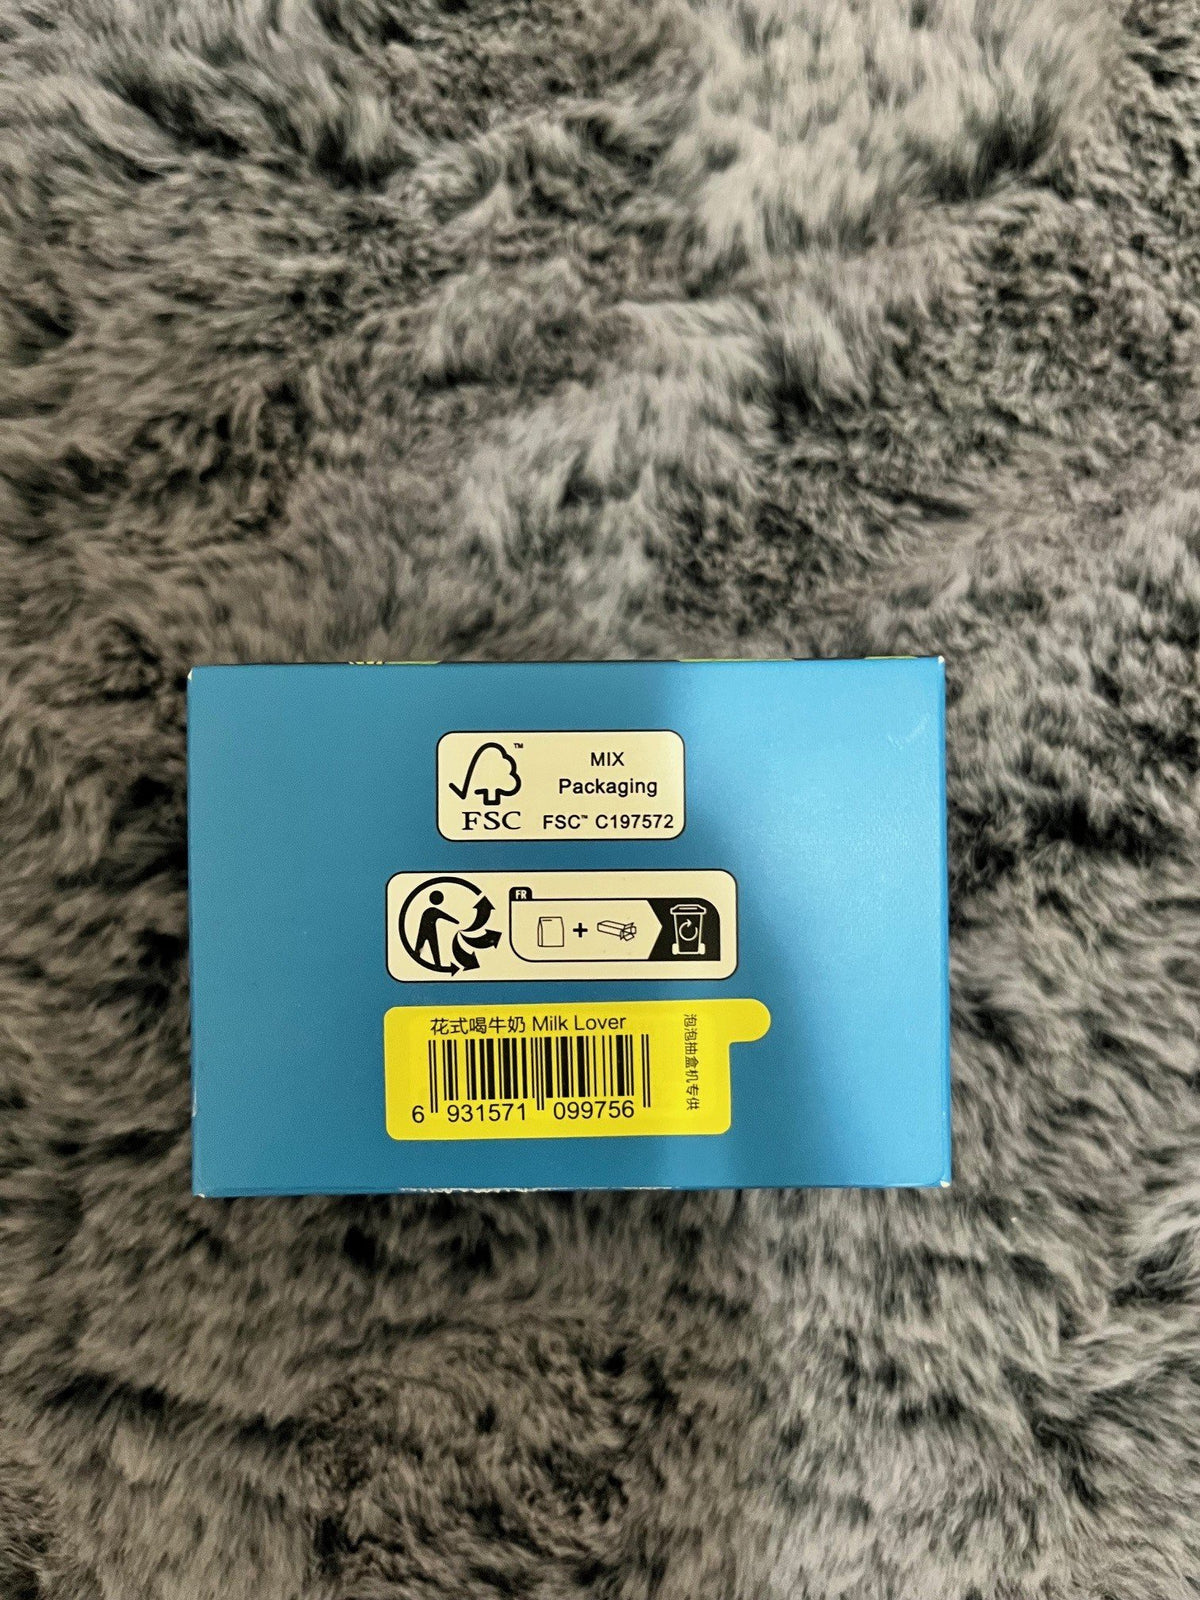 FSC™
MIX
Packaging
FSC™ C197572
FR
+
花式喝牛奶 Milk Lover
6 931571 099756
泡泡抽盒机专供